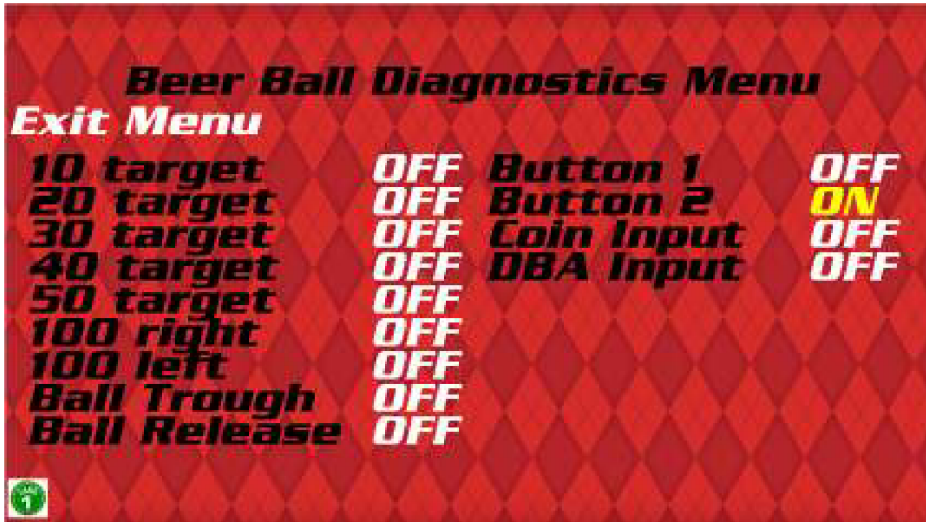 Beer Ball Diagnostics Menu
Exit Menu
10 target OFF Button 1 OFF
20 target OFF Button 2 ON
30 target OFF Coin Input OFF
40 target OFF DBA Input OFF
50 target OFF
100 right OFF
100 left OFF
Ball Trough OFF
Ball Release OFF
1